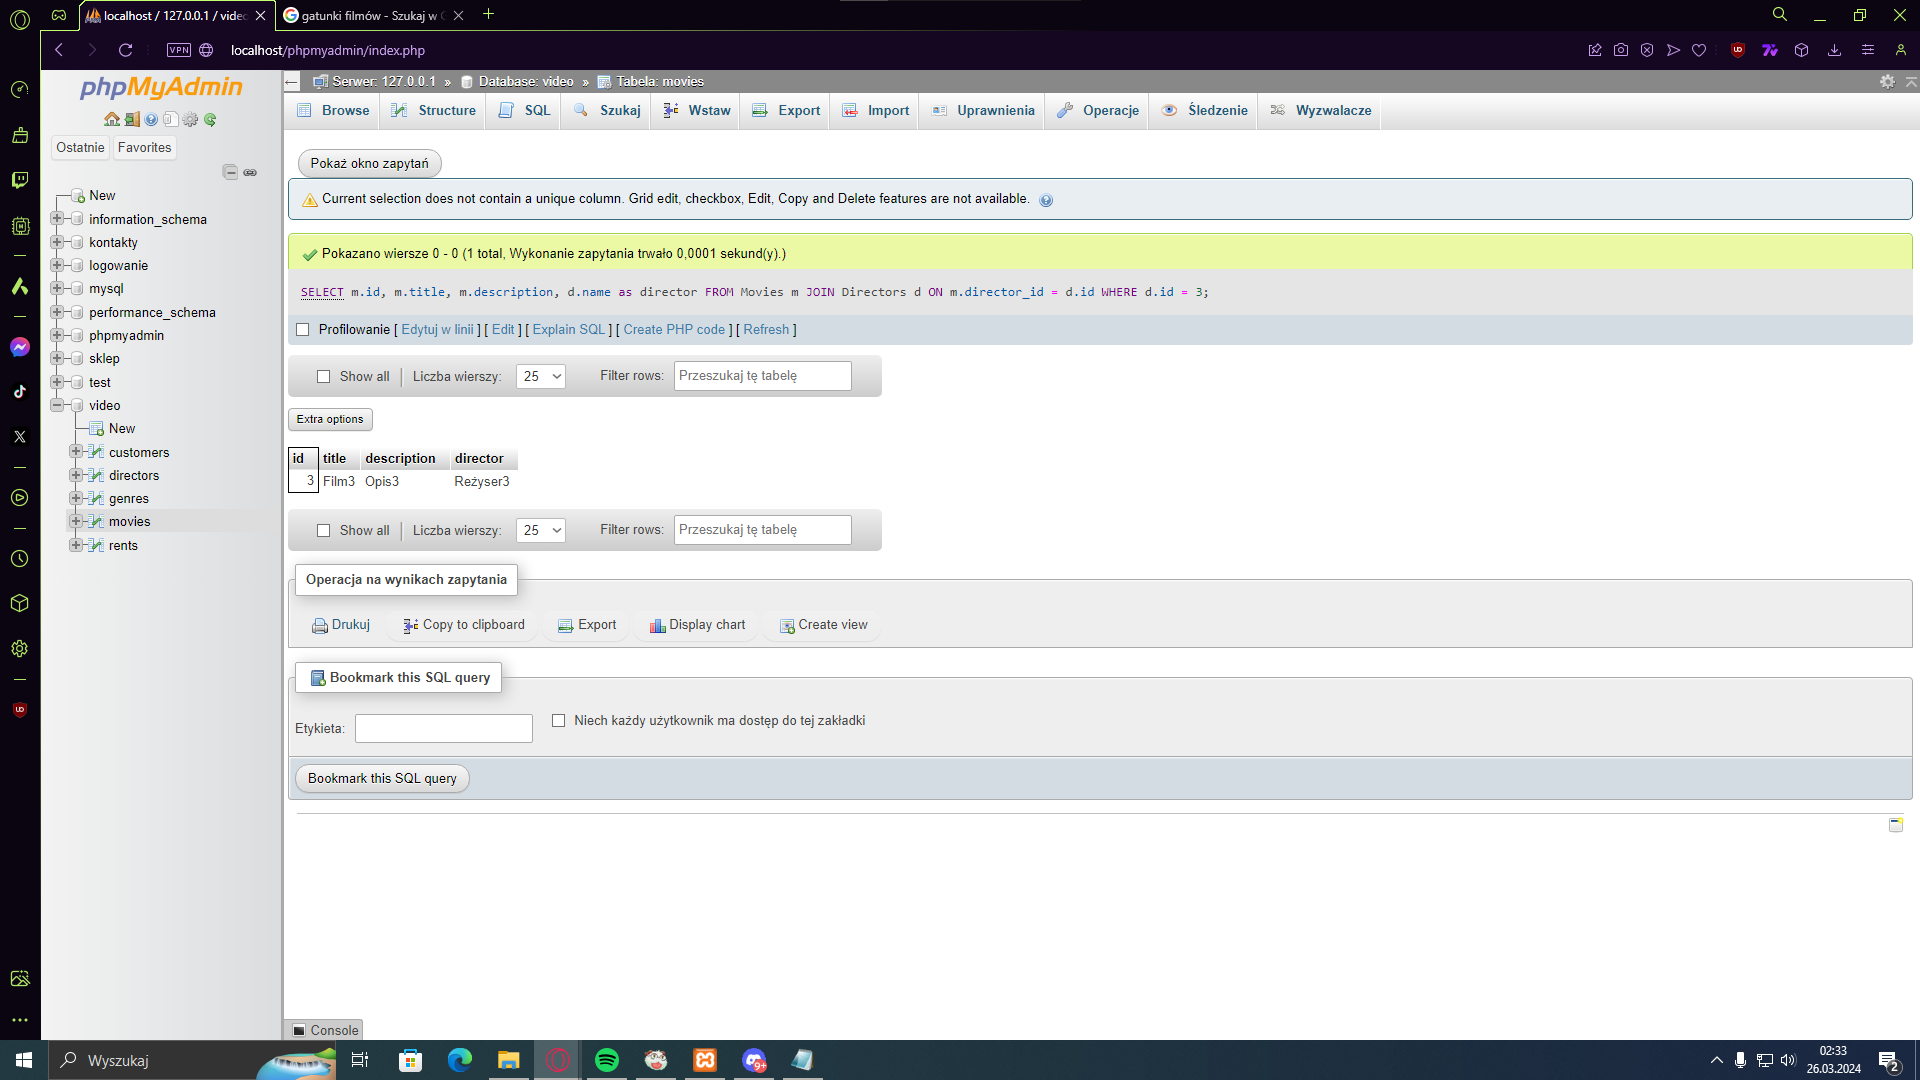 localhost / 127.0.0.1 / vide
gatunki filmów - Szukaj w
VPN
localhost/phpmyadmin/index.php
phpMyAdmin
Ostatnie
Favorites
New
information_schema
kontakty
logowanie
mysql
performance_schema
phpmyadmin
sklep
test
video
New
customers
directors
genres
movies
rents
Serwer: 127.0.0.1 » Database: video » Tabela: movies
Browse Structure SQL Szukaj Wstaw Export Import Uprawnienia Operacje Śledzenie Wyzwalacze
Pokaż okno zapytań
Current selection does not contain a unique column. Grid edit, checkbox, Edit, Copy and Delete features are not available.
Pokazano wiersze 0 - 0 (1 total, Wykonanie zapytania trwało 0,0001 sekund(y).)
SELECT m.id, m.title, m.description, d.name as director FROM Movies m JOIN Directors d ON m.director_id = d.id WHERE d.id = 3;
Profilowanie [ Edytuj w linii ] [ Edit ] [ Explain SQL ] [ Create PHP code ] [ Refresh ]
Show all Liczba wierszy: 25 Filter rows: Przeszukaj tę tabelę
Extra options
id title description director
3 Film3 Opis3 Reżyser3
Show all Liczba wierszy: 25 Filter rows: Przeszukaj tę tabelę
Operacja na wynikach zapytania
Drukuj Copy to clipboard Export Display chart Create view
Bookmark this SQL query
Etykieta:
Niech każdy użytkownik ma dostęp do tej zakładki
Bookmark this SQL query
Console
Wyszukaj
9+
02:33
26.03.2024
2